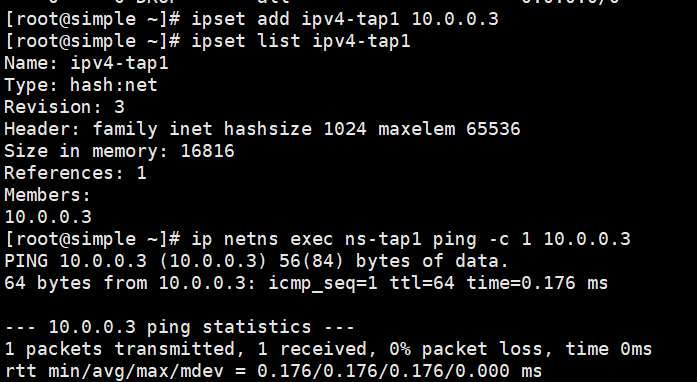 [root@simple ~]# ipset add ipv4-tap1 10.0.0.3
[root@simple ~]# ipset list ipv4-tap1
Name: ipv4-tap1
Type: hash:net
Revision: 3
Header: family inet hashsize 1024 maxelem 65536
Size in memory: 16816
References: 1
Members:
10.0.0.3
[root@simple ~]# ip netns exec ns-tap1 ping -c 1 10.0.0.3
PING 10.0.0.3 (10.0.0.3) 56(84) bytes of data.
64 bytes from 10.0.0.3: icmp_seq=1 ttl=64 time=0.176 ms

--- 10.0.0.3 ping statistics ---
1 packets transmitted, 1 received, 0% packet loss, time 0ms
rtt min/avg/max/mdev = 0.176/0.176/0.176/0.000 ms